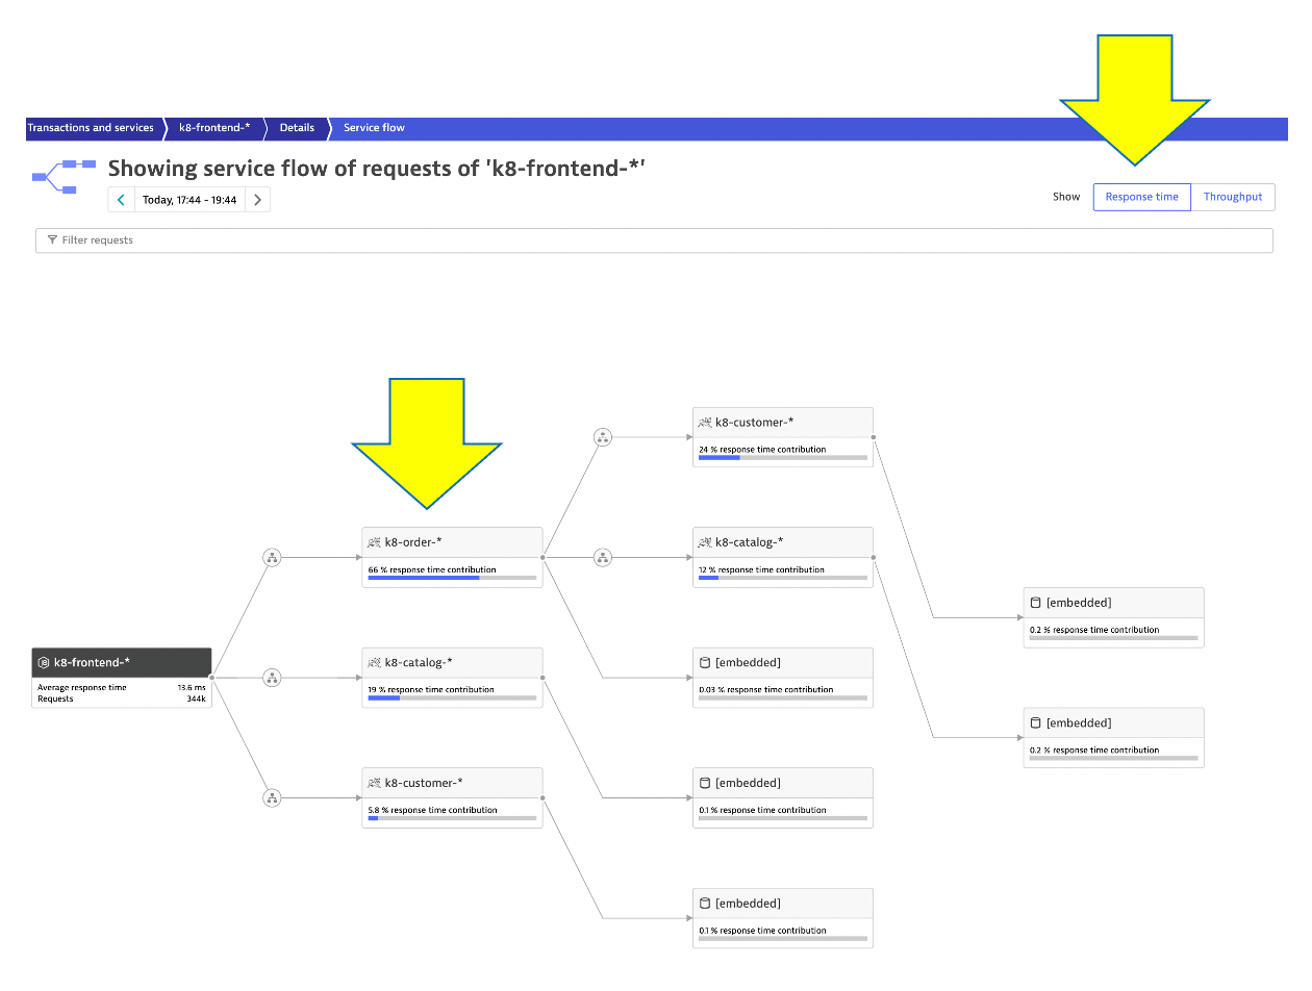 Transactions and services
k8-frontend-*
Details
Service flow
Showing service flow of requests of 'k8-frontend-*'
Today, 17:44 - 19:44
Show
Response time
Throughput
Filter requests
k8-customer-*
24 % response time contribution
k8-order-*
66 % response time contribution
k8-catalog-*
12 % response time contribution
[embedded]
0.2 % response time contribution
k8-frontend-*
Average response time 13.6 ms
Requests 344k
k8-catalog-*
19 % response time contribution
[embedded]
0.03 % response time contribution
[embedded]
0.2 % response time contribution
k8-customer-*
5.8 % response time contribution
[embedded]
0.1 % response time contribution
[embedded]
0.1 % response time contribution